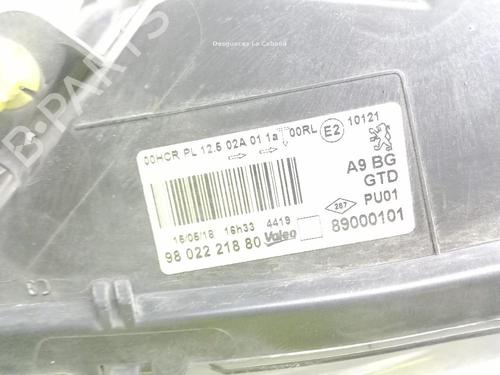 Desguaces La Cabaña
PARTS
00HCR PL 12.5 02A 01 1a 00RL E2 10121
A9 BG
GTD
267 PU01
16/05/18 16h33 4419
98 022 218 80 Valeo 89000101